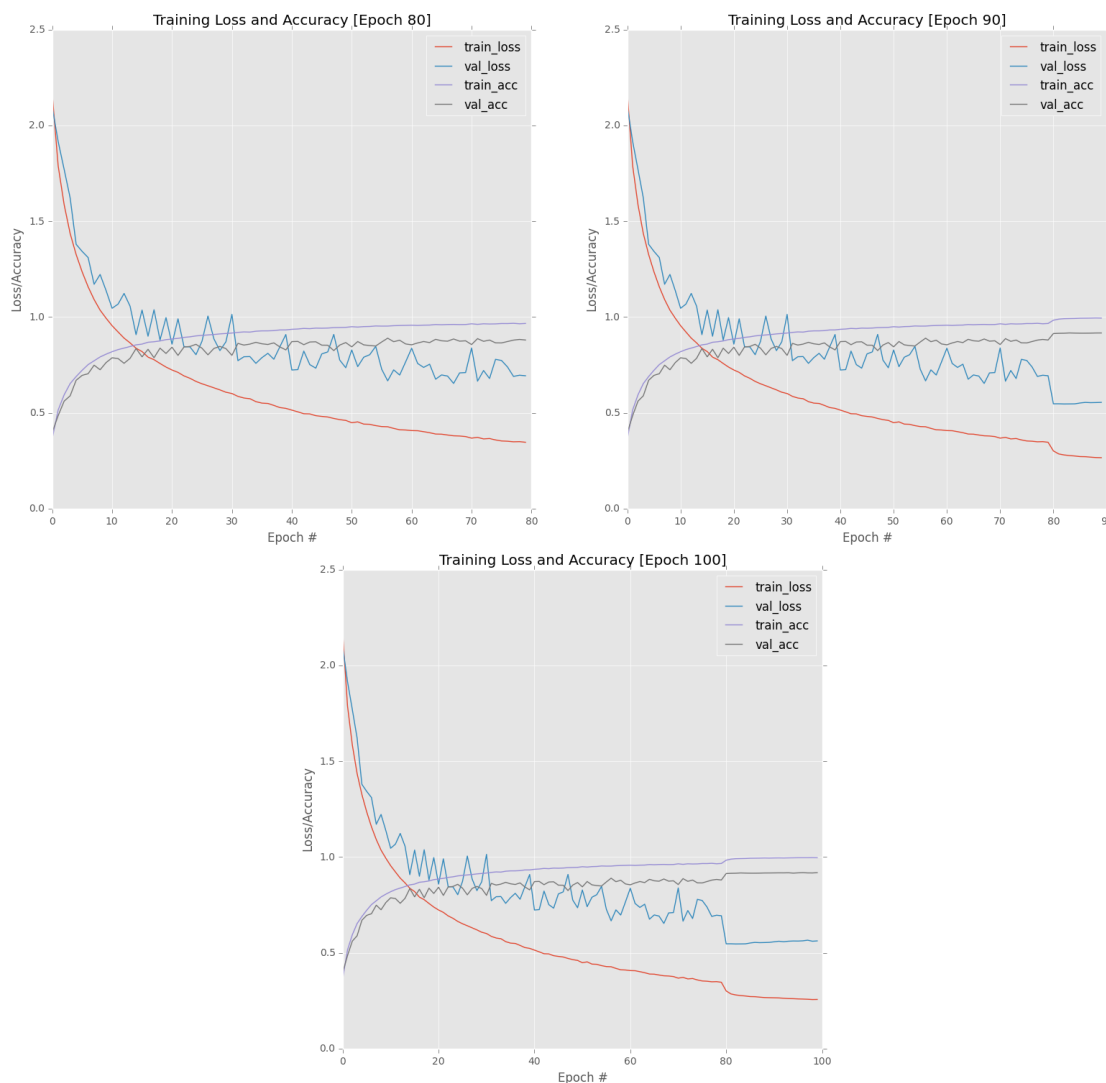 Training Loss and Accuracy [Epoch 80]
2.5
2.0
1.5
1.0
0.5
0.0
Loss/Accuracy
train_loss
val_loss
train_acc
val_acc
0 10 20 30 40 50 60 70 80
Epoch #
Training Loss and Accuracy [Epoch 90]
2.5
2.0
1.5
1.0
0.5
0.0
Loss/Accuracy
train_loss
val_loss
train_acc
val_acc
0 10 20 30 40 50 60 70 80 90
Epoch #
Training Loss and Accuracy [Epoch 100]
2.5
2.0
1.5
1.0
0.5
0.0
Loss/Accuracy
train_loss
val_loss
train_acc
val_acc
0 20 40 60 80 100
Epoch #